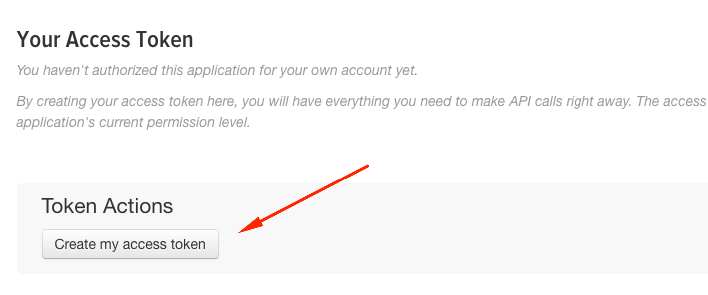 Your Access Token
You haven't authorized this application for your own account yet.
By creating your access token here, you will have everything you need to make API calls right away. The access
application's current permission level.
Token Actions
Create my access token